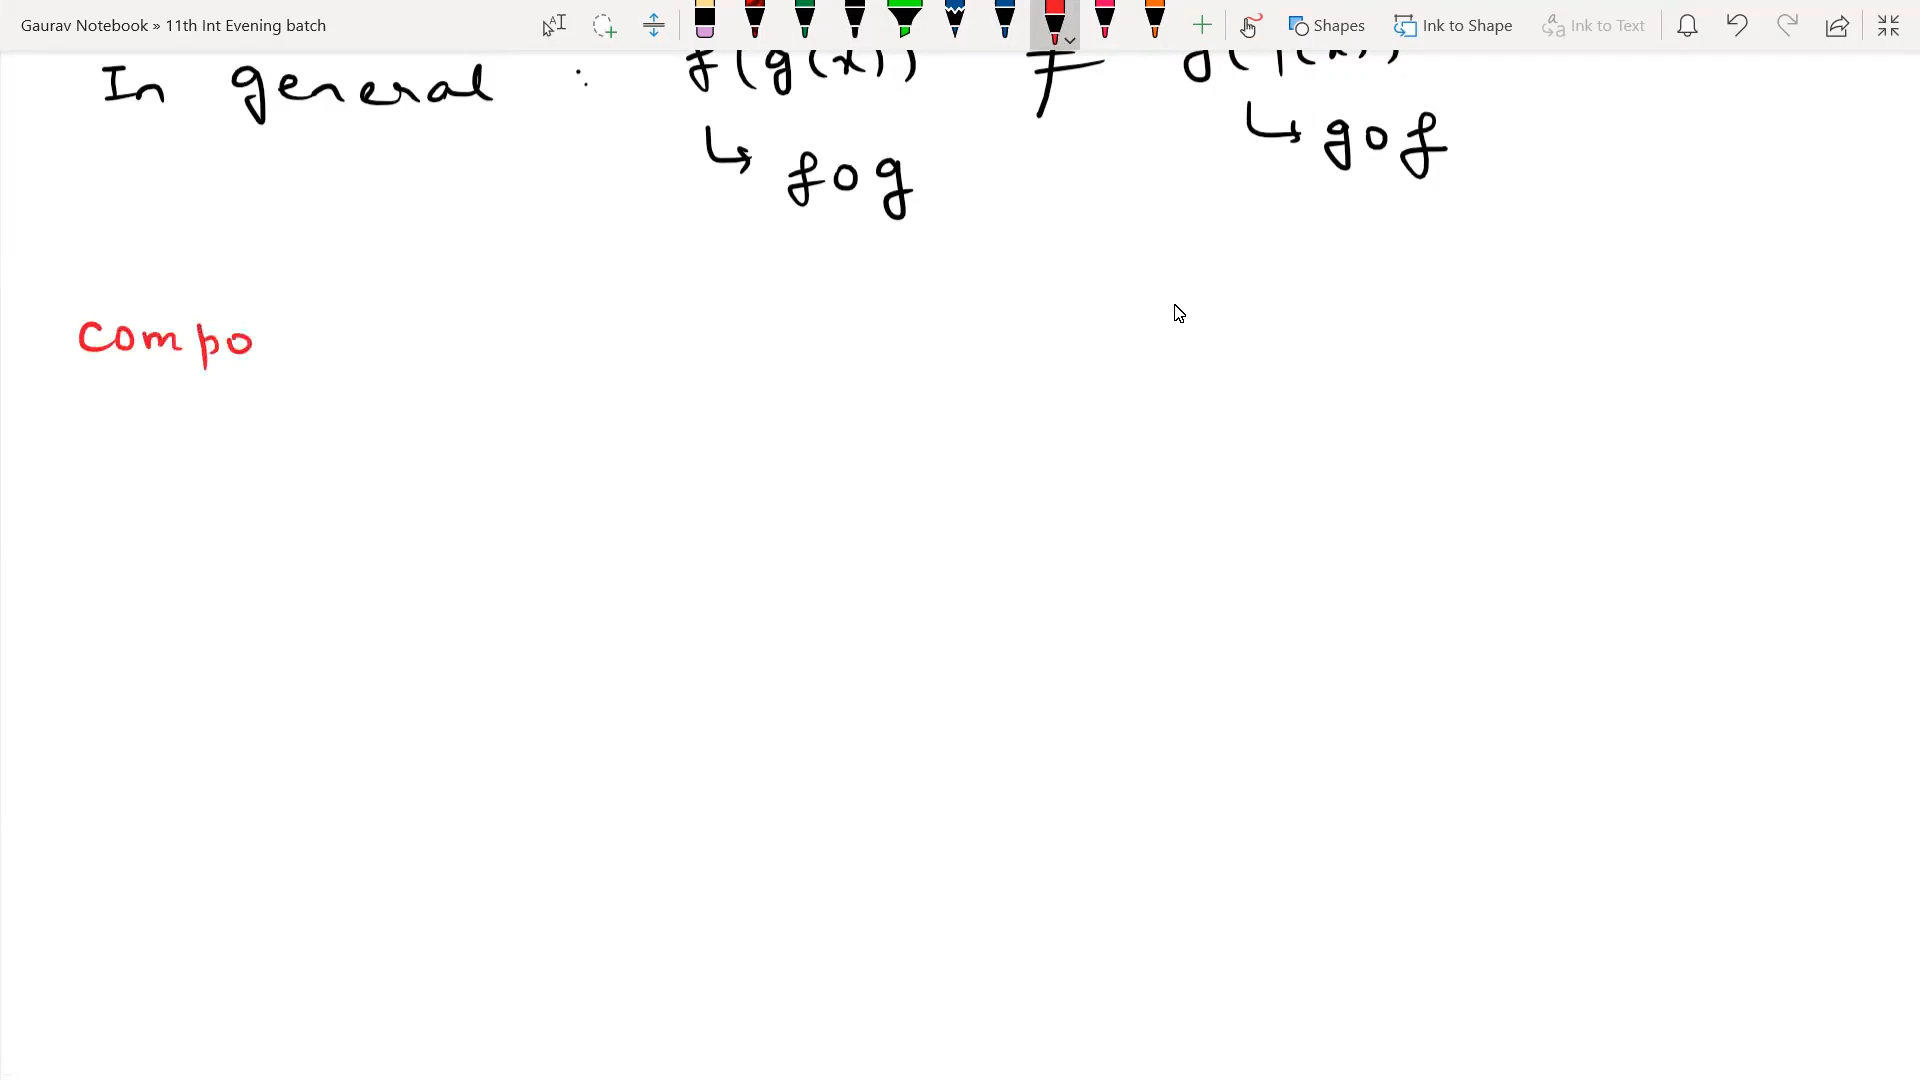 Gaurav Notebook » 11th Int Evening batch
Shapes
Ink to Shape
Ink to Text
In general : f(g(x)) ≠ g(f(x))
↳ fog ↳ gof
compo